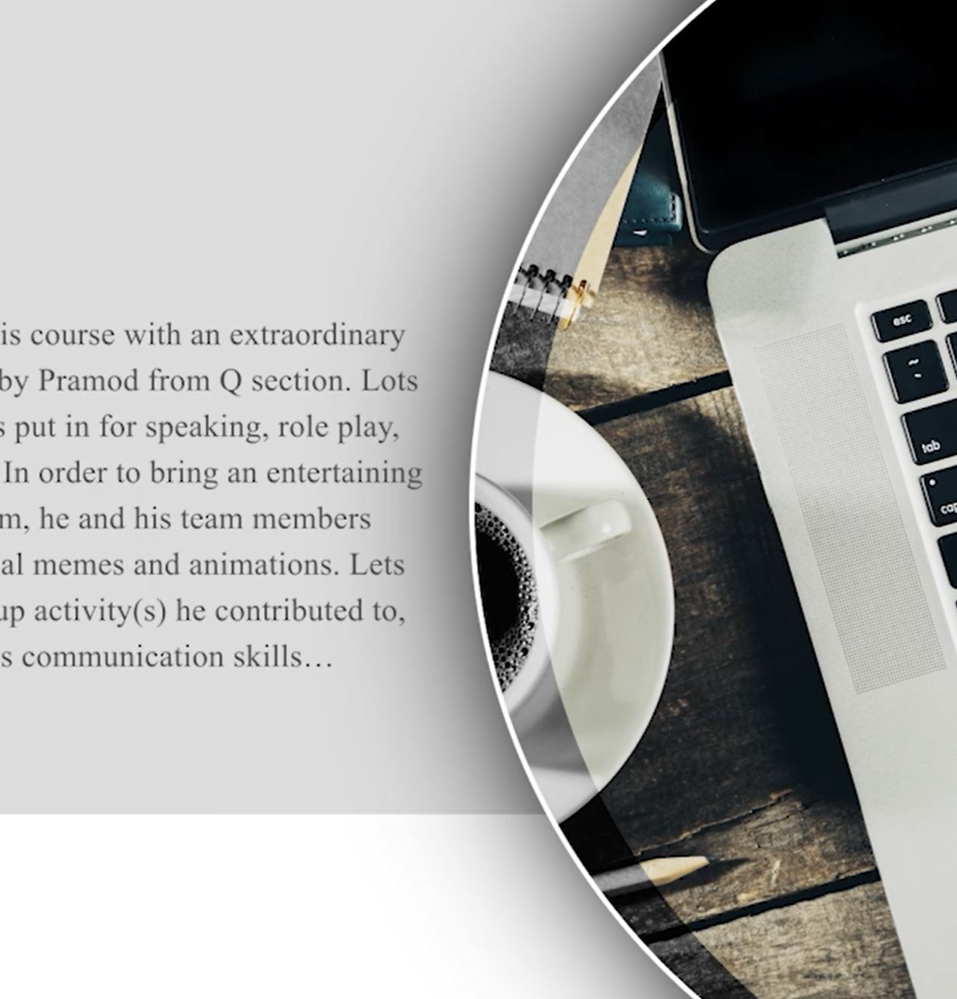 is course with an extraordinary
by Pramod from Q section. Lots
s put in for speaking, role play,
In order to bring an entertaining
m, he and his team members
al memes and animations. Lets
up activity(s) he contributed to,
s communication skills…
esc
~
tab